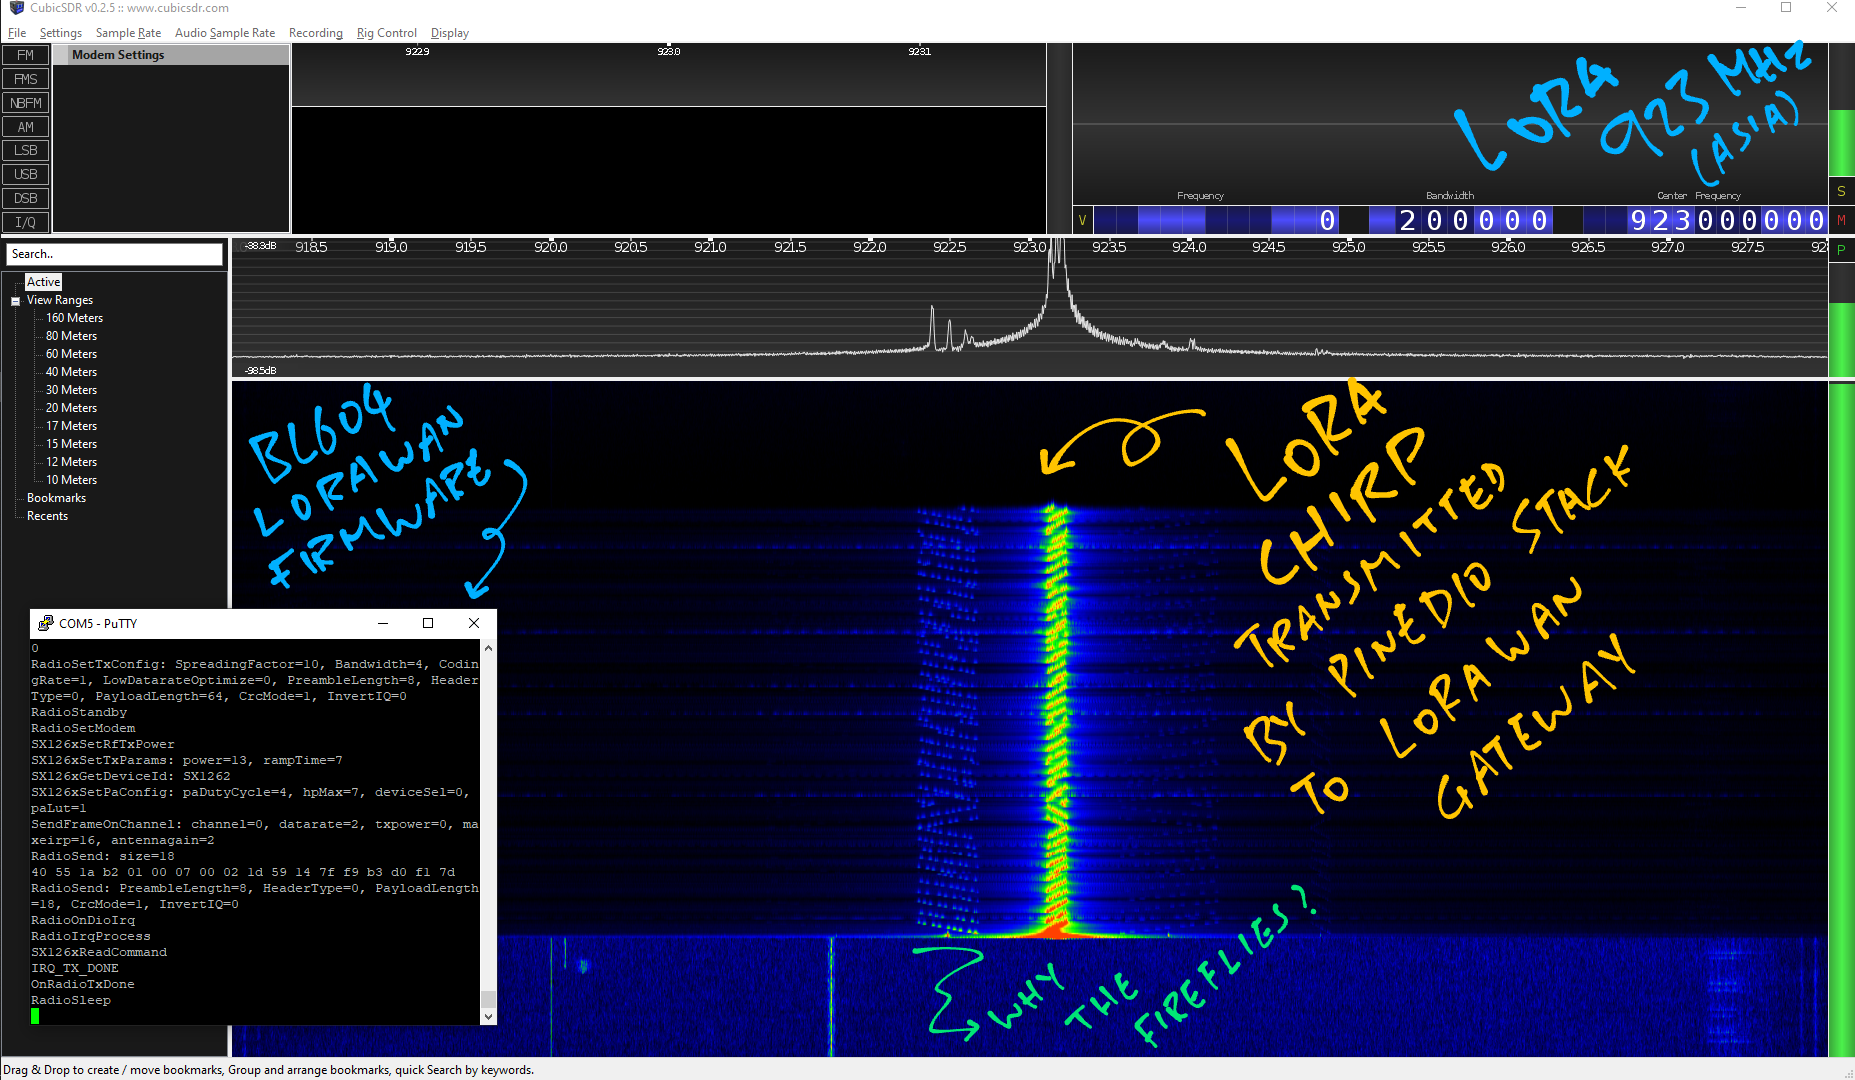 CubicSDR v0.2.5 :: www.cubicsdr.com
File Settings Sample Rate Audio Sample Rate Recording Rig Control Display
FM
FMS
NBFM
AM
LSB
USB
DSB
I/Q
Modem Settings
922.9 923.0 923.1
LORA
923 MHz
(ASIA)
Frequency Bandwidth Center Frequency
V 0 200000 923000000
S
M
P
Search..
Active
View Ranges
160 Meters
80 Meters
60 Meters
40 Meters
30 Meters
20 Meters
17 Meters
15 Meters
12 Meters
10 Meters
Bookmarks
Recents
-38.3dB 918.5 919.0 919.5 920.0 920.5 921.0 921.5 922.0 922.5 923.0 923.5 924.0 924.5 925.0 925.5 926.0 926.5 927.0 927.5 928
-98.5dB
BL604
LORAWAN
FIRMWARE
LORA
CHIRP
TRANSMITTED
BY PINEDIO STACK
TO LORAWAN
GATEWAY
WHY
THE
FIREFLIES?
COM5 - PuTTY
0
RadioSetTxConfig: SpreadingFactor=10, Bandwidth=4, Codin
gRate=1, LowDatarateOptimize=0, PreambleLength=8, Header
Type=0, PayloadLength=64, CrcMode=1, InvertIQ=0
RadioStandby
RadioSetModem
SX126xSetRfTxPower
SX126xSetTxParams: power=13, rampTime=7
SX126xGetDeviceId: SX1262
SX126xSetPaConfig: paDutyCycle=4, hpMax=7, deviceSel=0,
paLut=1
SendFrameOnChannel: channel=0, datarate=2, txpower=0, ma
xeirp=16, antennagain=2
RadioSend: size=18
40 55 1a b2 01 00 07 00 02 1d 59 14 7f f9 b3 d0 f1 7d
RadioSend: PreambleLength=8, HeaderType=0, PayloadLength
=18, CrcMode=1, InvertIQ=0
RadioOnDioIrq
RadioIrqProcess
SX126xReadCommand
IRQ_TX_DONE
OnRadioTxDone
RadioSleep
Drag & Drop to create / move bookmarks, Group and arrange bookmarks, quick Search by keywords.